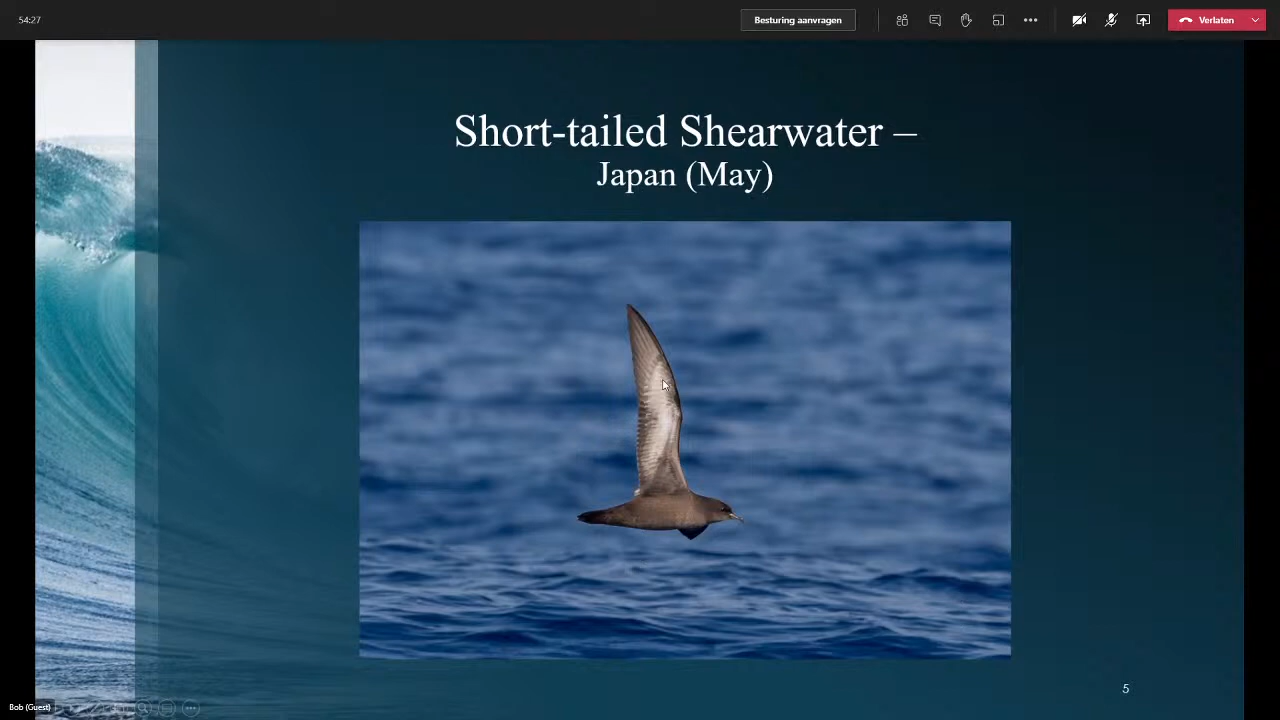 54:27
Besturing aanvragen
Verlaten
Short-tailed Shearwater –
Japan (May)
5
Bob (Guest)